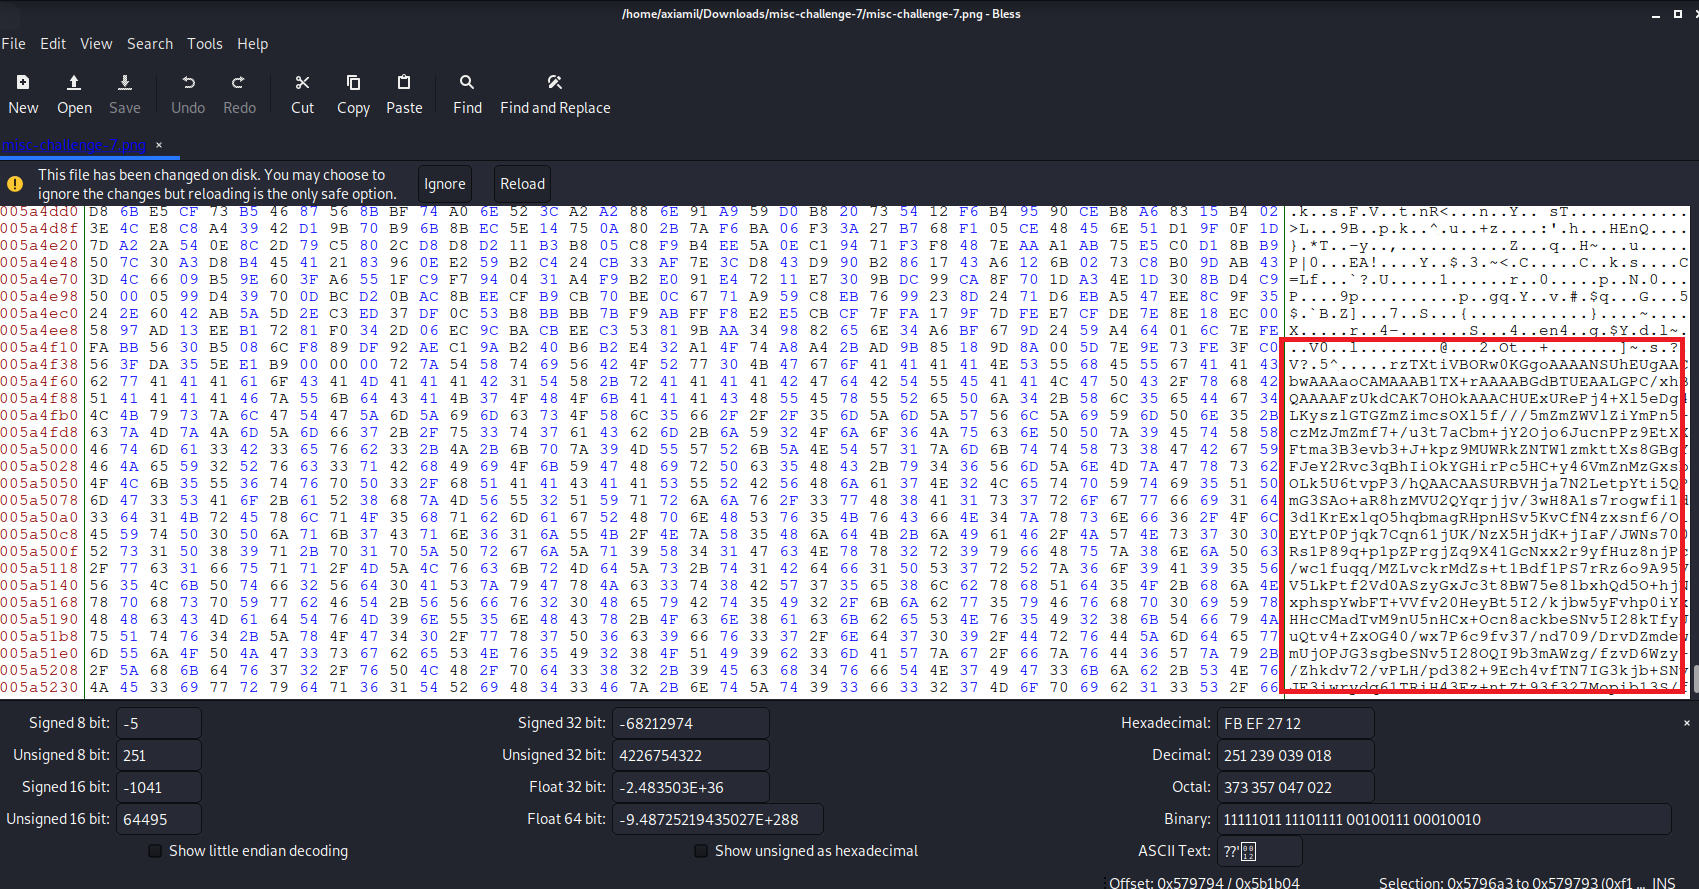 /home/axiamil/Downloads/misc-challenge-7/misc-challenge-7.png - Bless
File Edit View Search Tools Help
New Open Save Undo Redo Cut Copy Paste Find Find and Replace
misc-challenge-7.png ×
This file has been changed on disk. You may choose to
ignore the changes but reloading is the only safe option.
Ignore Reload
005a4dd0 D8 6B E5 CF 73 B5 46 87 56 8B BF 74 A0 6E 52 3C A2 A2 88 6E 91 A9 59 D0 B8 20 73 54 12 F6 B4 95 90 CE B8 A6 83 15 B4 02 .k..s.F.V..t.nR<...n..Y.. sT............
005a4d8f 3E 4C E8 C8 A4 39 42 D1 9B 70 B9 6B 8B EC 5E 14 75 0A 80 2B 7A F6 BA 06 F3 3A 27 B7 68 F1 05 CE 48 45 6E 51 D1 9F 0F 1D >L...9B..p.k..^.u..+z....:'.h...HEnQ....
005a4e20 7D A2 2A 54 0E 8C 2D 79 C5 80 2C D8 D8 D2 11 B3 B8 05 C8 F9 B4 EE 5A 0E C1 94 71 F3 F8 48 7E AA A1 AB 75 E5 C0 D1 8B B9 }.*T..-y..,...........Z...q..H~...u.....
005a4e48 50 7C 30 A3 D8 B4 45 41 21 83 96 0E E2 59 B2 C4 24 CB 33 AF 7E 3C D8 43 D9 90 B2 86 17 43 A6 12 6B 02 73 C8 B0 9D AB 43 P|0...EA!....Y..$.3.~<.C.....C..k.s....C
005a4e70 3D 4C 66 09 B5 9E 60 3F A6 55 1F C9 F7 94 04 31 A4 F9 B2 E0 91 E4 72 11 E7 30 9B DC 99 CA 8F 70 1D A3 4E 1D 30 8B D4 C9 =Lf...`?.U.....1......r..0.....p..N.0...
005a4e98 50 00 05 99 D4 39 70 0D BC D2 0B AC 8B EE CF B9 CB 70 BE 0C 67 71 A9 59 C8 EB 76 99 23 8D 24 71 D6 EB A5 47 EE 8C 9F 35 P....9p..........p..gq.Y..v.#.$q...G...5
005a4ec0 24 2E 60 42 AB 5A 5D 2E C3 ED 37 DF 0C 53 B8 BB BB 7B F9 AB FF F8 E2 E5 CB CF 7F FA 17 9F 7D FE E7 CF DE 7E 8E 18 EC 00 $.`B.Z]...7..S...{............}....~....
005a4ee8 58 97 AD 13 EE B1 72 81 F0 34 2D 06 EC 9C BA CB EE C3 53 81 9B AA 34 98 82 65 6E 34 A6 BF 67 9D 24 59 A4 64 01 6C 7E FE X.....r..4-.......S...4..en4..g.$Y.d.l~.
005a4f10 FA BB 56 30 B5 08 6C F8 89 DF 92 AE C1 9A B2 40 B6 B2 E4 32 A1 4F 74 A8 A4 2B AD 9B 85 18 9D 8A 00 5D 7E 9E 73 FE 3F C0 ..V0..l........@...2.Ot..+.......]~.s.?
005a4f38 56 3F DA 35 5E E1 B9 00 00 00 72 7A 54 58 74 69 56 42 4F 52 77 30 4B 47 67 6F 41 41 41 4E 53 55 68 45 55 67 41 41 43 V?.5^.....rzTXtiVBORw0KGgoAAAANSUhEUgAAC
005a4f60 62 77 41 41 41 61 6F 43 41 4D 41 41 41 42 31 54 58 2B 72 41 41 41 41 42 47 64 42 54 55 45 41 41 4C 47 50 43 2F 78 68 42 bwAAAaoCAMAAAB1TX+rAAAABGdBTUEAALGPC/xhB
005a4f88 51 41 41 41 46 7A 55 6B 64 43 41 4B 37 4F 48 4F 6B 41 41 41 43 48 55 45 78 55 52 65 50 6A 34 2B 58 6C 35 65 44 67 34 QAAAFzUkdCAK7OHOkAAACHUExURePj4+Xl5eDg4
005a4fb0 4C 4B 79 73 7A 6C 47 54 47 5A 6D 5A 69 6D 63 73 4F 58 6C 35 66 2F 2F 2F 35 6D 5A 6D 5A 57 56 6C 5A 69 59 6D 50 6E 35 2B LKyszlGTGZmZimcsOXl5f///5mZmZWVlZiYmPn5+
005a4fd8 63 7A 4D 7A 4A 6D 5A 6D 66 37 2B 2F 75 33 74 37 61 43 62 6D 2B 6A 59 32 4F 6A 6F 36 4A 75 63 6E 50 50 7A 39 45 74 58 58 czMzJmZmf7+/u3t7aCbm+jY2Ojo6JucnPPz9EtXX
005a5000 46 74 6D 61 33 42 33 65 76 62 33 2B 4A 2B 6B 70 7A 39 4D 55 57 52 6B 5A 4E 54 57 31 7A 6D 6B 74 74 58 73 38 47 42 67 59 Ftma3B3evb3+J+kpz9MUWRkZNTW1zmkttXs8GBgY
005a5028 46 4A 65 59 32 52 76 63 33 71 42 68 49 69 4F 6B 59 47 48 69 72 50 63 35 48 43 2B 79 34 36 56 6D 5A 6E 4D 7A 47 78 73 62 FJeY2Rvc3qBhIiOkYGHirPc5HC+y46VmZnMzGxsb
005a5050 4F 4C 6B 35 55 36 74 76 70 50 33 2F 68 51 41 41 43 41 41 53 55 52 42 56 48 6A 61 37 4E 32 4C 65 74 70 59 74 69 35 51 50 OLk5U6tvpP3/hQAACAASURBVHja7N2LetpYti5QP
005a5078 6D 47 33 53 41 6F 2B 61 52 38 68 7A 4D 56 55 32 51 59 71 72 6A 6A 76 2F 33 77 48 38 41 31 73 37 72 6F 67 77 66 69 31 64 mG3SAo+aR8hzMVU2QYqrjjv/3wH8A1s7rogwfi1d
005a50a0 33 64 31 4B 72 45 78 6C 71 4F 35 68 71 62 6D 61 67 52 48 70 6E 48 53 76 35 4B 76 43 66 4E 34 7A 78 73 6E 66 36 2F 4F 6C 3d1KrExlqO5hqbmagRHpnHSv5KvCfN4zxsnf6/Ol
005a50c8 45 59 74 50 30 50 6A 71 6B 37 43 71 6E 36 31 6A 55 4B 2F 4E 7A 58 35 48 6A 64 4B 2B 6A 49 61 46 2F 4A 57 4E 73 37 30 30 EYtP0Pjqk7Cqn61jUK/NzX5HjdK+jIaF/JWNs700
005a500f 52 73 31 50 38 39 71 2B 70 31 70 5A 50 72 67 6A 5A 71 39 58 34 31 47 63 4E 78 78 32 72 39 79 66 48 75 7A 38 6E 6A 50 63 Rs1P89q+p1pZPrgjZq9X41GcNxx2r9yfHuz8njPc
005a5118 2F 77 63 31 66 75 71 71 2F 4D 5A 4C 76 63 6B 72 4D 64 5A 73 2B 74 31 42 64 66 31 50 53 37 72 52 7A 36 6F 39 41 39 35 56 /wc1fuqq/MZLvckrMdZs+t1Bdf1PS7rRz6o9A95V
005a5140 56 35 4C 6B 50 74 66 32 56 64 30 41 53 7A 79 47 78 4A 63 33 74 38 42 57 37 35 65 38 6C 62 78 68 51 64 35 4F 2B 68 6A 4E V5LkPtf2Vd0ASzyGxJc3t8BW75e8lbxhQd5O+hjN
005a5168 78 70 68 73 70 59 77 62 46 54 2B 56 56 66 76 32 30 48 65 79 42 74 35 49 32 2F 6B 6A 62 77 35 79 46 76 68 70 30 69 59 78 xphspYwbFT+VVfv20HeyBt5I2/kjbw5yFvhp0iYx
005a5190 48 48 63 43 4D 61 64 54 76 4D 39 6E 55 35 6E 48 43 78 2B 4F 63 6E 38 61 63 6B 62 65 53 4E 76 35 49 32 38 6B 54 66 79 4A HHcCMadTvM9nU5nHCx+Ocn8ackbeSNv5I28kTfyJ
005a51b8 75 51 74 76 34 2B 5A 78 4F 47 34 30 2F 77 78 37 50 36 63 39 66 76 33 37 2F 6E 64 37 30 39 2F 44 72 76 44 5A 6D 64 65 77 uQtv4+ZxOG40/wx7P6c9fv37/nd709/DrvDZmdew
005a51e0 6D 55 6A 4F 50 4A 47 33 73 67 62 65 53 4E 76 35 49 32 38 4F 51 49 39 62 33 6D 41 57 7A 67 2F 66 7A 76 44 36 57 7A 79 2B mUjOPJG3sgbeSNv5I28OQI9b3mAWzg/fzvD6Wzy+
005a5208 2F 5A 68 6B 64 76 37 32 2F 76 50 4C 48 2F 70 64 33 38 32 2B 39 45 63 68 34 76 66 54 4E 37 49 47 33 6B 6A 62 2B 53 4E 76 /Zhkdv72/vPLH/pd382+9Ech4vfTN7IG3kjb+SNv
005a5230 4A 45 33 69 77 72 79 64 71 36 31 54 52 69 48 34 33 46 7A 2B 6E 74 5A 74 39 33 66 33 32 37 4D 6F 70 69 62 31 33 53 2F 66 JE3iwrydq61TRiH43Fz+ntZt93f327Mopib13S/f
Signed 8 bit: -5 Signed 32 bit: -68212974 Hexadecimal: FB EF 27 12 ×
Unsigned 8 bit: 251 Unsigned 32 bit: 4226754322 Decimal: 251 239 039 018
Signed 16 bit: -1041 Float 32 bit: -2.483503E+36 Octal: 373 357 047 022
Unsigned 16 bit: 64495 Float 64 bit: -9.48725219435027E+288 Binary: 11111011 11101111 00100111 00010010
Show little endian decoding Show unsigned as hexadecimal ASCII Text: ??'
Offset: 0x579794 / 0x5b1b04 Selection: 0x5796a3 to 0x579793 (0xf1 ... INS